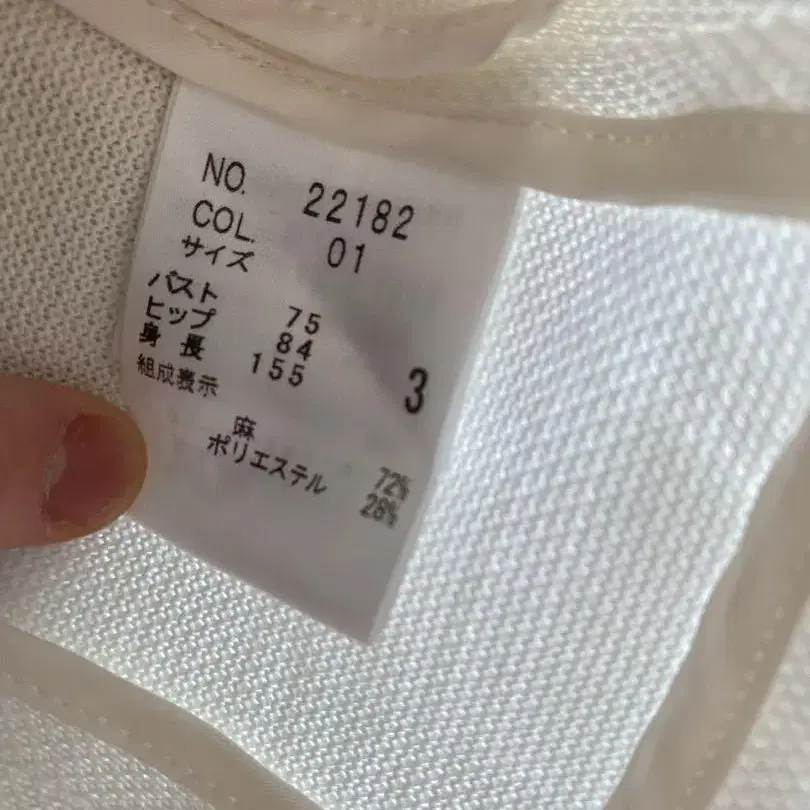 NO. 22182
COL. 01
サイズ
バスト 75
ヒップ 84
身長 155 3
組成表示
麻 72%
ポリエステル 28%